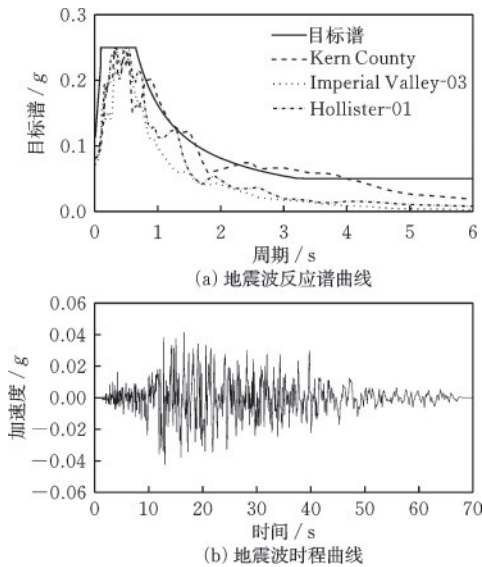 目标谱
Kern County
Imperial Valley-03
Hollister-01
目标谱 / g
0.3
0.2
0.1
0.0
0 1 2 3 4 5 6
周期 / s
(a) 地震波反应谱曲线
加速度 / g
0.06
0.04
0.02
0.00
-0.02
-0.04
-0.06
0 10 20 30 40 50 60 70
时间 / s
(b) 地震波时程曲线